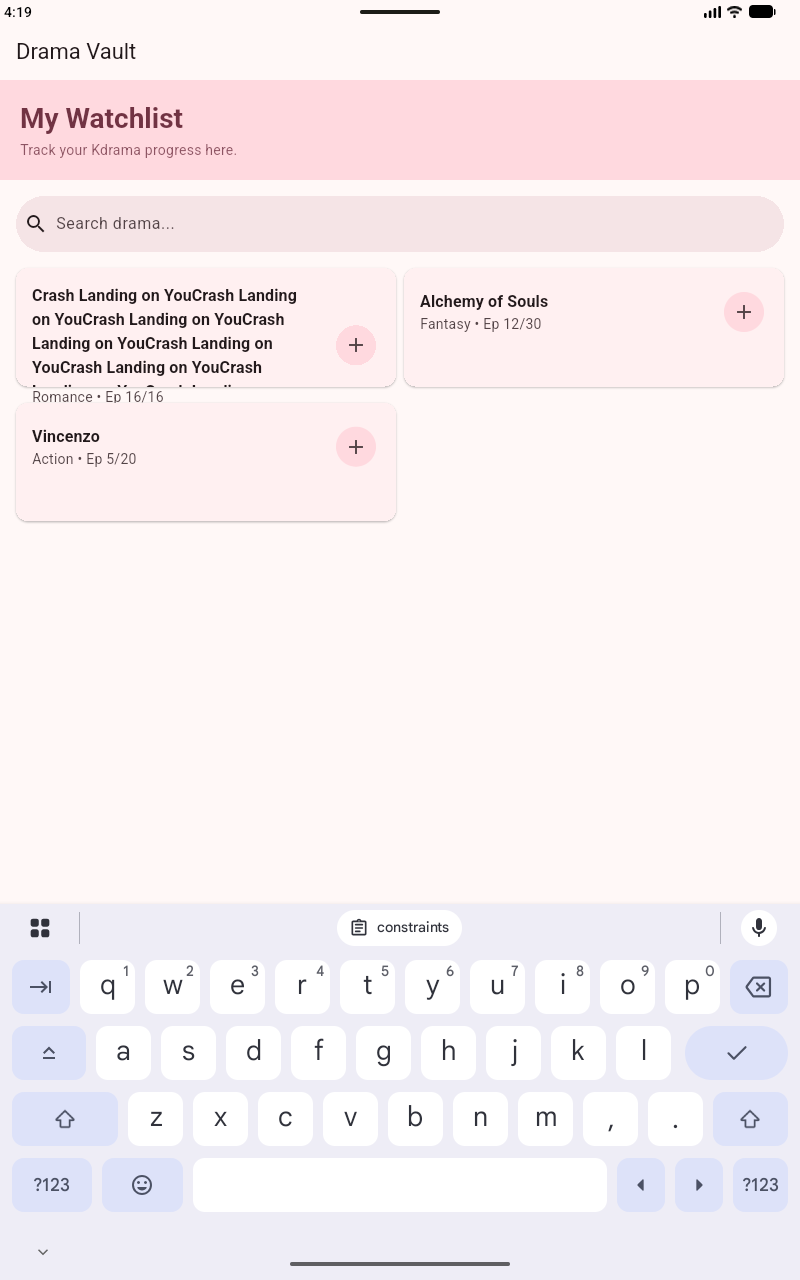 4:19
Drama Vault
My Watchlist
Track your Kdrama progress here.
Search drama...
Crash Landing on YouCrash Landing
on YouCrash Landing on YouCrash
Landing on YouCrash Landing on
YouCrash Landing on YouCrash
Romance • Ep 16/16
Alchemy of Souls
Fantasy • Ep 12/30
Vincenzo
Action • Ep 5/20
constraints
q 1 w 2 e 3 r 4 t 5 y 6 u 7 i 8 o 9 p 0
a s d f g h j k l
z x c v b n m , .
?123 ?123